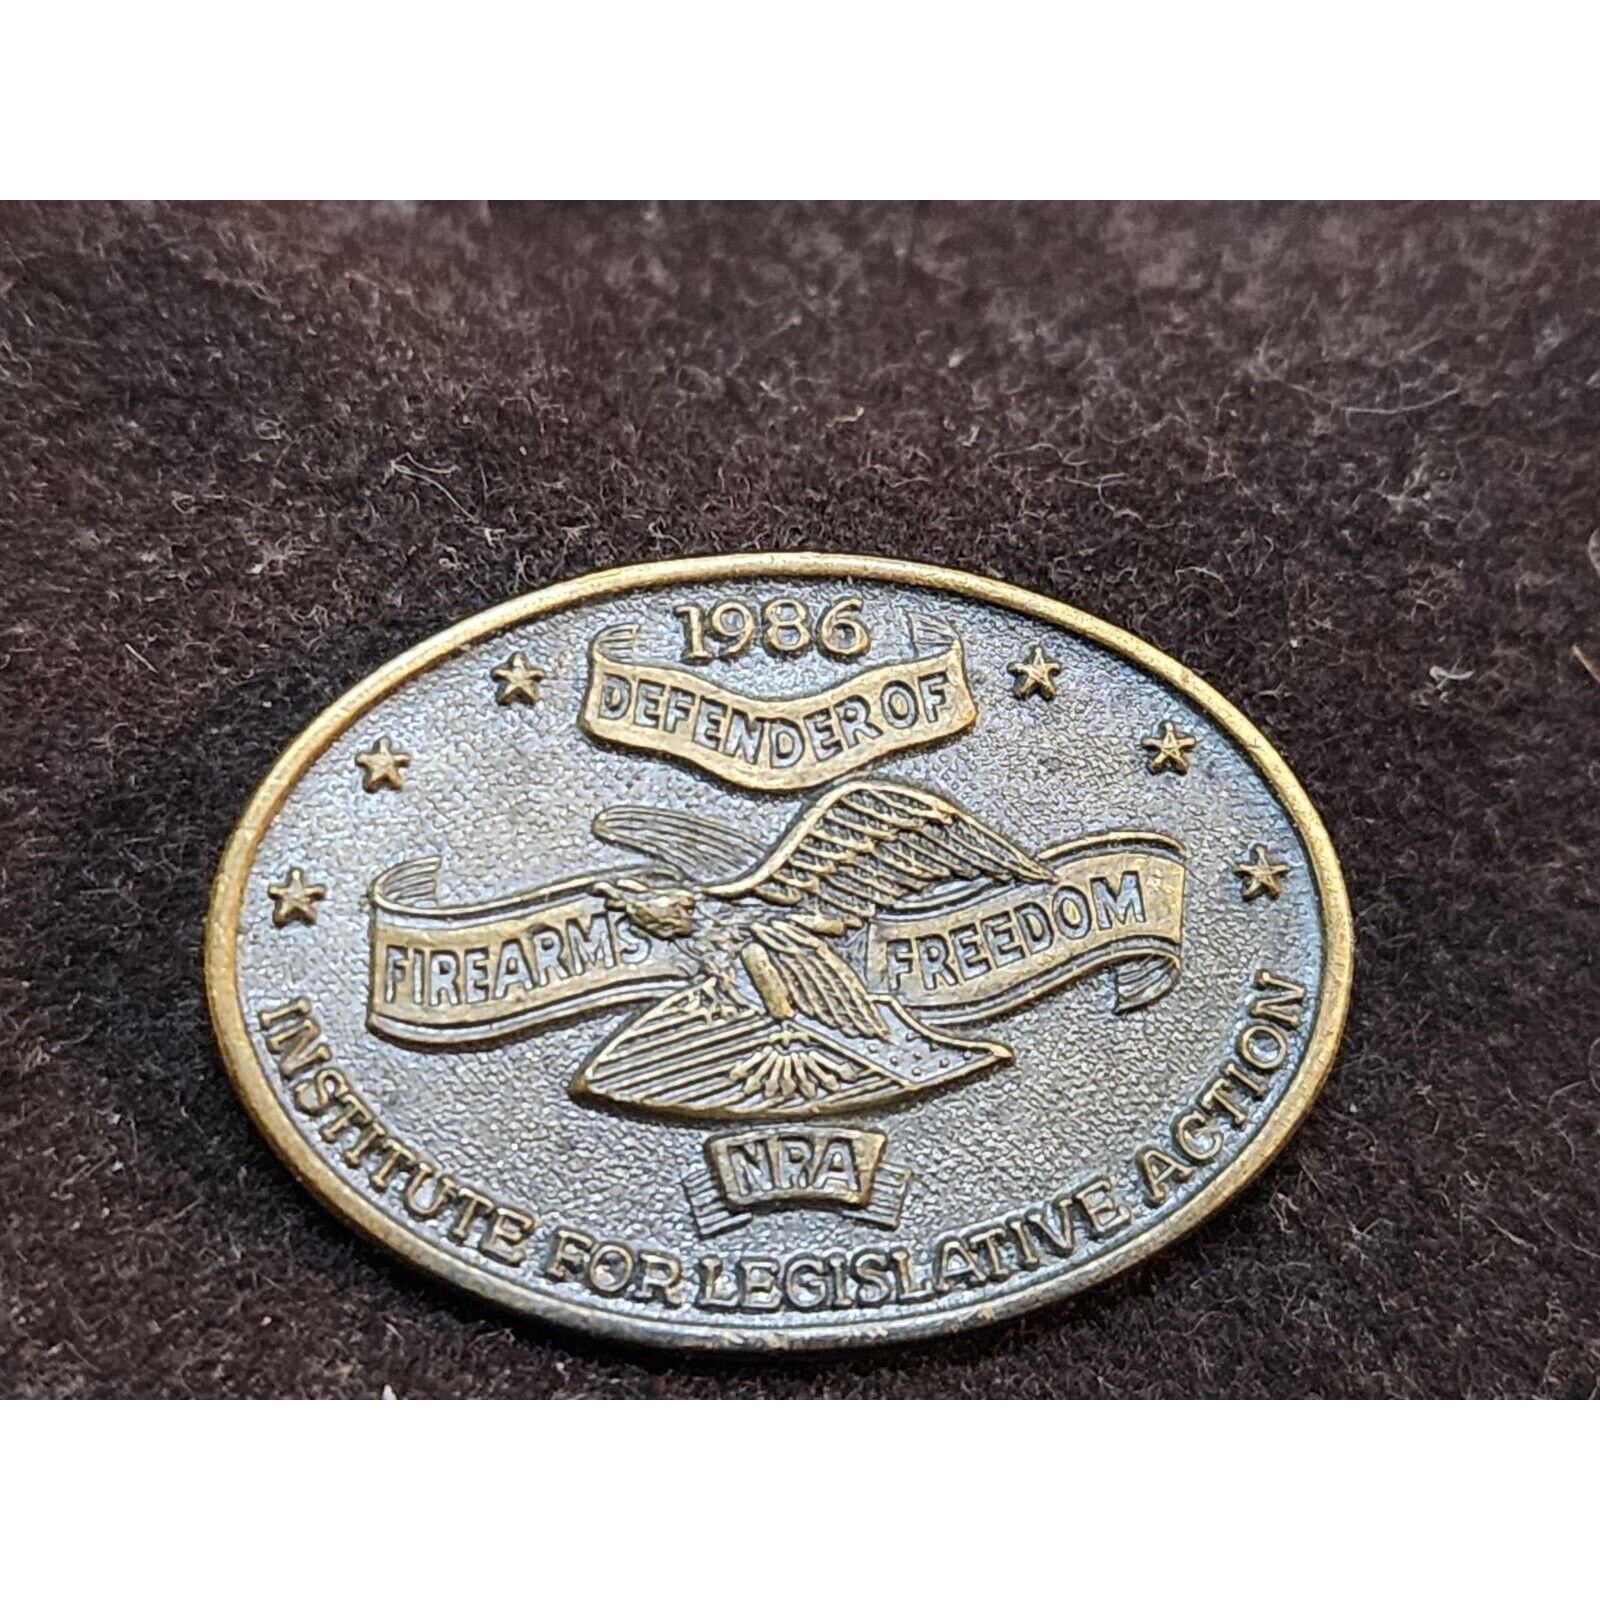 1986
DEFENDER OF
FIREARMS FREEDOM
NRA
INSTITUTE FOR LEGISLATIVE ACTION